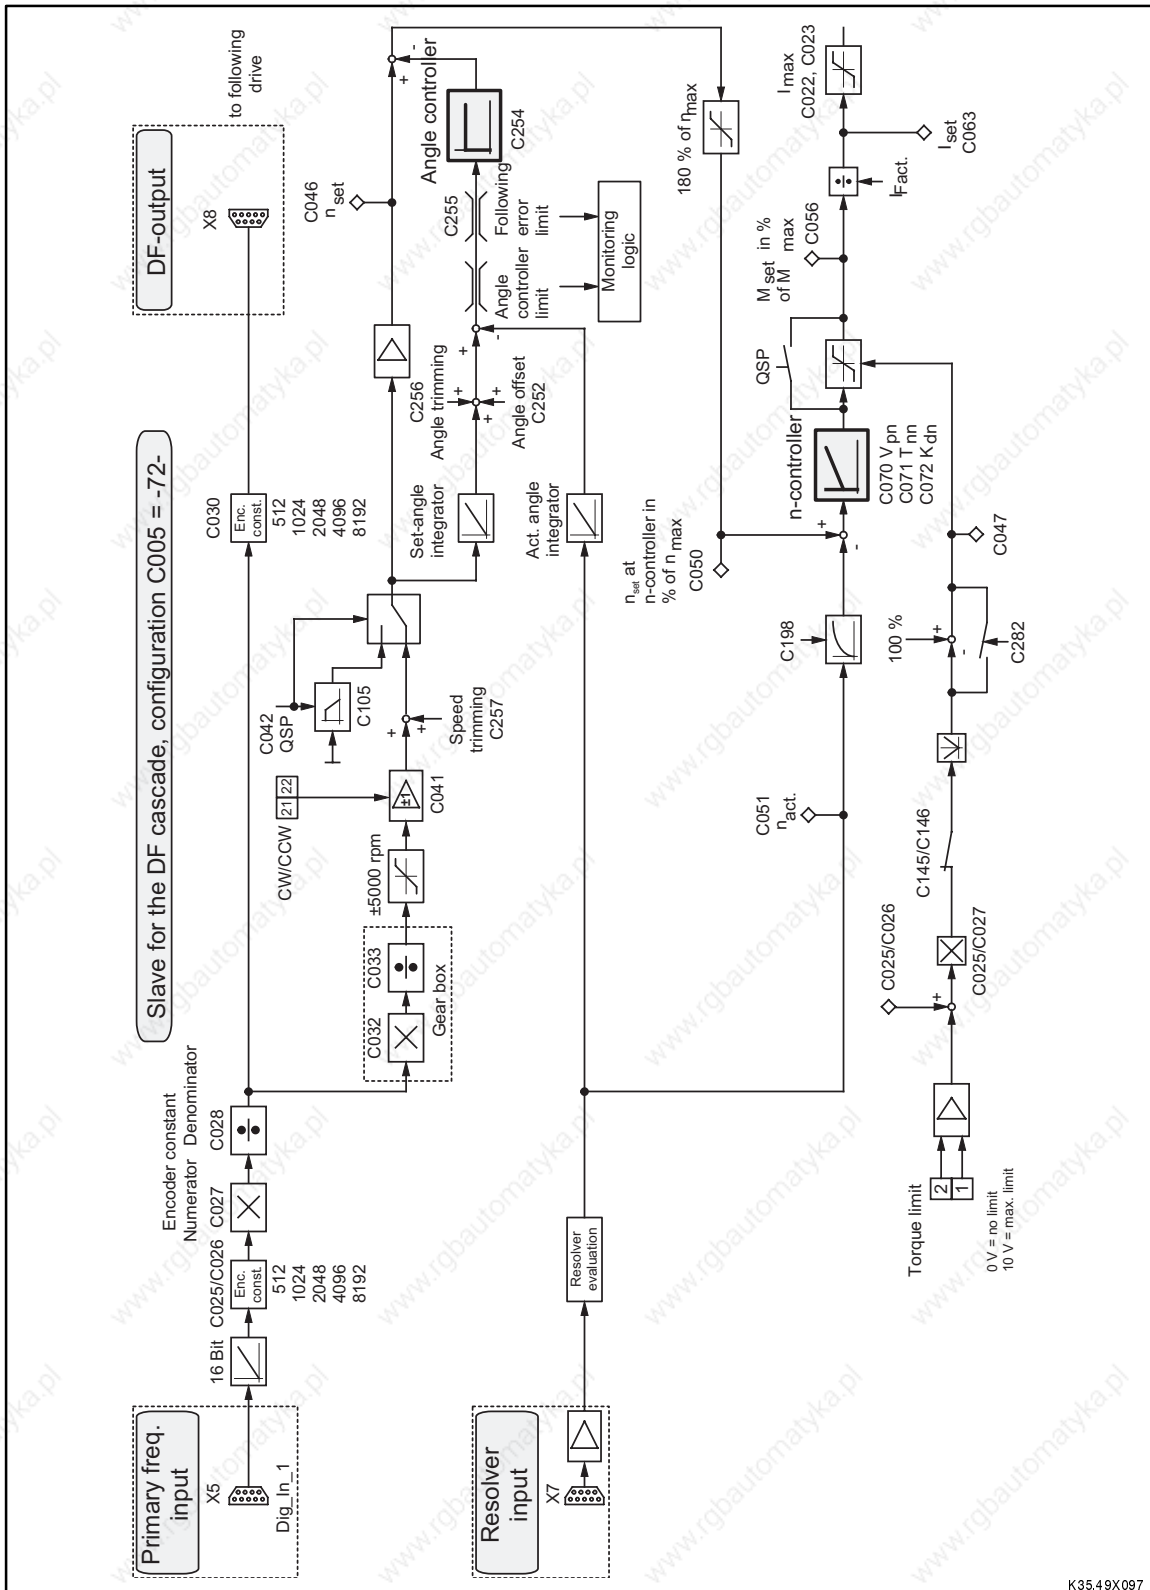 Slave for the DF cascade, configuration C005 = -72-
Primary freq.
input
X5
Dig_In_1
16 Bit
C025/C026
Enc.
const.
512
1024
2048
4096
8192
Encoder constant
Numerator Denominator
C027
C028
C030
Enc.
const.
512
1024
2048
4096
8192
DF-output
X8
to following
drive
C032
C033
Gear box
±5000 rpm
CW/CCW
21 22
±1
C041
+
+
Speed
trimming
C257
C042
QSP
C105
Set-angle
integrator
C256
Angle trimming
+
+
+
Angle offset
C252
+
-
Angle
controller
limit
C255
Following
error
limit
Monitoring
logic
Angle controller
C254
C046
n set
+
-
Resolver
input
X7
Resolver
evaluation
Act. angle
integrator
180 % of n max
n set at
n-controller in
% of n max
C050
C051
n act.
C198
+
-
n-controller
C070 V pn
C071 T nn
C072 K dn
QSP
M set in %
of M max
C056
I Fact.
I set
C063
I max
C022, C023
Torque limit
2
1
0 V = no limit
10 V = max. limit
C025/C026
+
C025/C027
C145/C146
100 %
+
-
C282
C047
K35.49X097
www.rgbautomatyka.pl